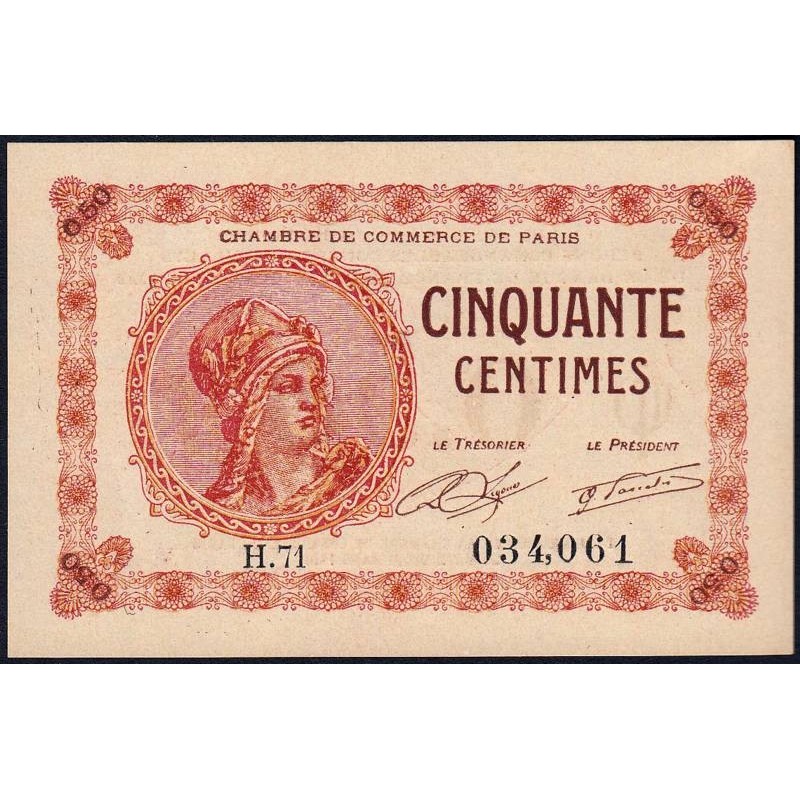 0.50 0.50
CHAMBRE DE COMMERCE DE PARIS
CINQUANTE
CENTIMES
LE TRÉSORIER LE PRÉSIDENT
H.71 034,061
0.50 0.50